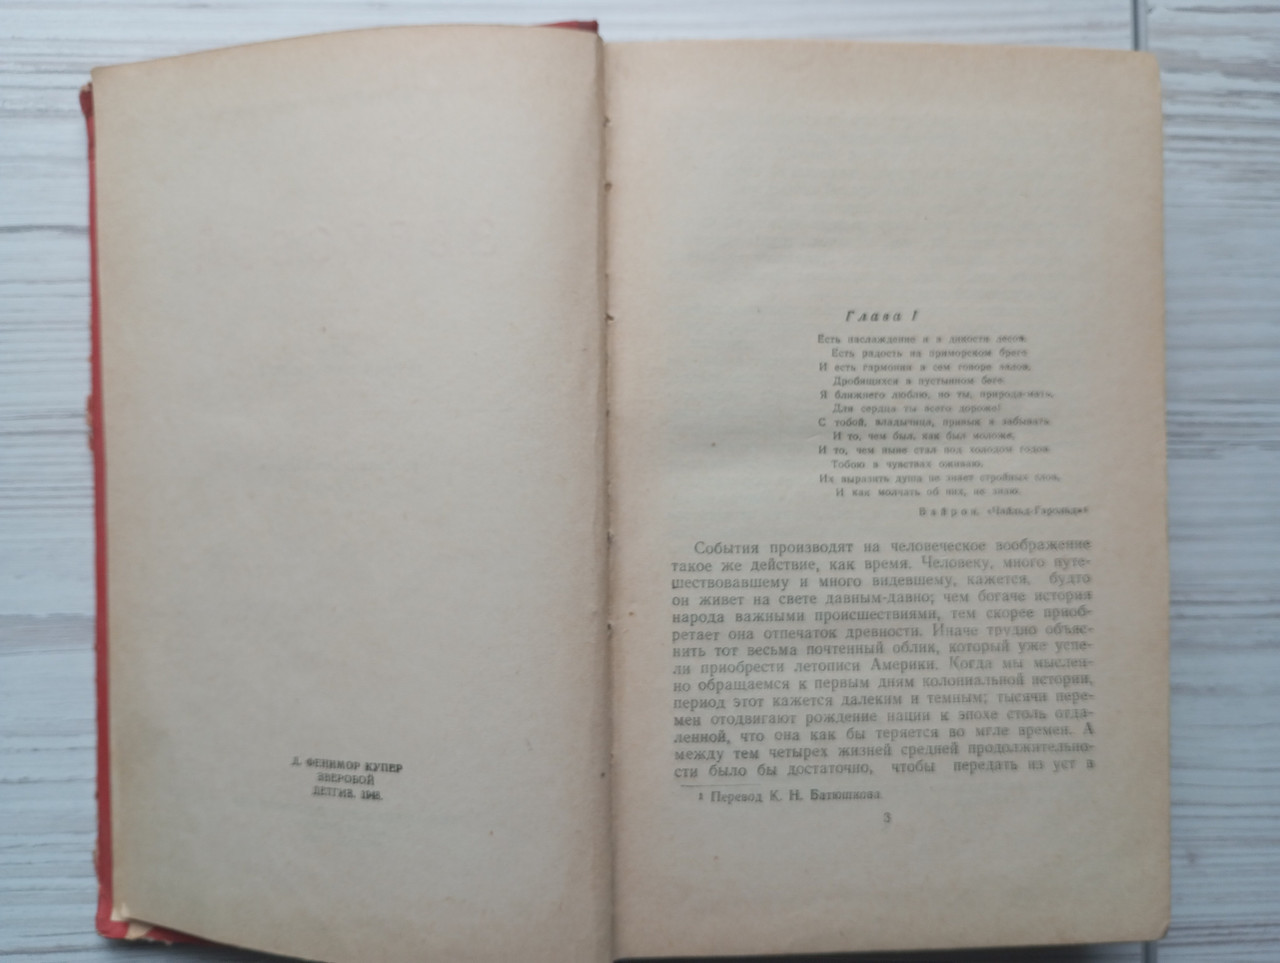 Д. ФЕНИМОР КУПЕР
ЗВЕРОБОЙ
ДЕТГИЗ, 1948.
Глава I
Есть наслаждение и в дикости лесов,
Есть радость на приморском бреге,
И есть гармония в сем говоре валов,
Дробящихся в пустынном беге.
Я ближнего люблю, но ты, природа-мать,
Для сердца ты всего дороже!
С тобой, владычица, привык я забывать
И то, чем был, как был моложе,
И то, чем ныне стал под холодом годов.
Тобою в чувствах оживаю.
Их выразить душа не знает стройных слов,
И как молчать об них, не знаю.
Байрон. «Чайльд-Гарольд»
События производят на человеческое воображение
такое же действие, как время. Человеку, много путе-
шествовавшему и много видевшему, кажется, будто
он живет на свете давным-давно; чем богаче история
народа важными происшествиями, тем скорее приоб-
ретает она отпечаток древности. Иначе трудно объяс-
нить тот весьма почтенный облик, который уже успе-
ли приобрести летописи Америки. Когда мы мыслен-
но обращаемся к первым дням колониальной истории,
период этот кажется далеким и темным; тысячи пере-
мен отодвигают рождение нации к эпохе столь отда-
ленной, что она как бы теряется во мгле времен. А
между тем четырех жизней средней продолжительно-
сти было бы достаточно, чтобы передать из уст в
Перевод К. Н. Батюшкова.
3